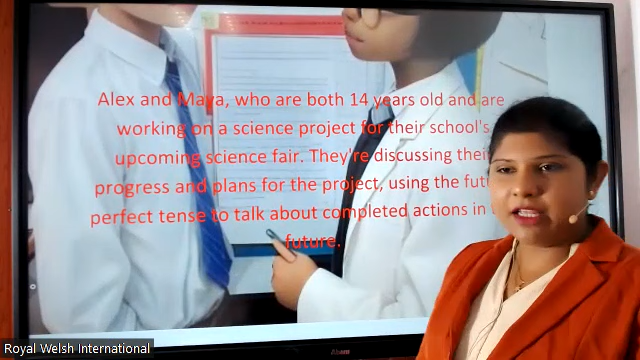 Alex and Maya, who are both 14 years old and are
working on a science project for their school's
upcoming science fair. They're discussing their
progress and plans for the project, using the
perfect tense to talk about completed actions in
future.
Royal Welsh International